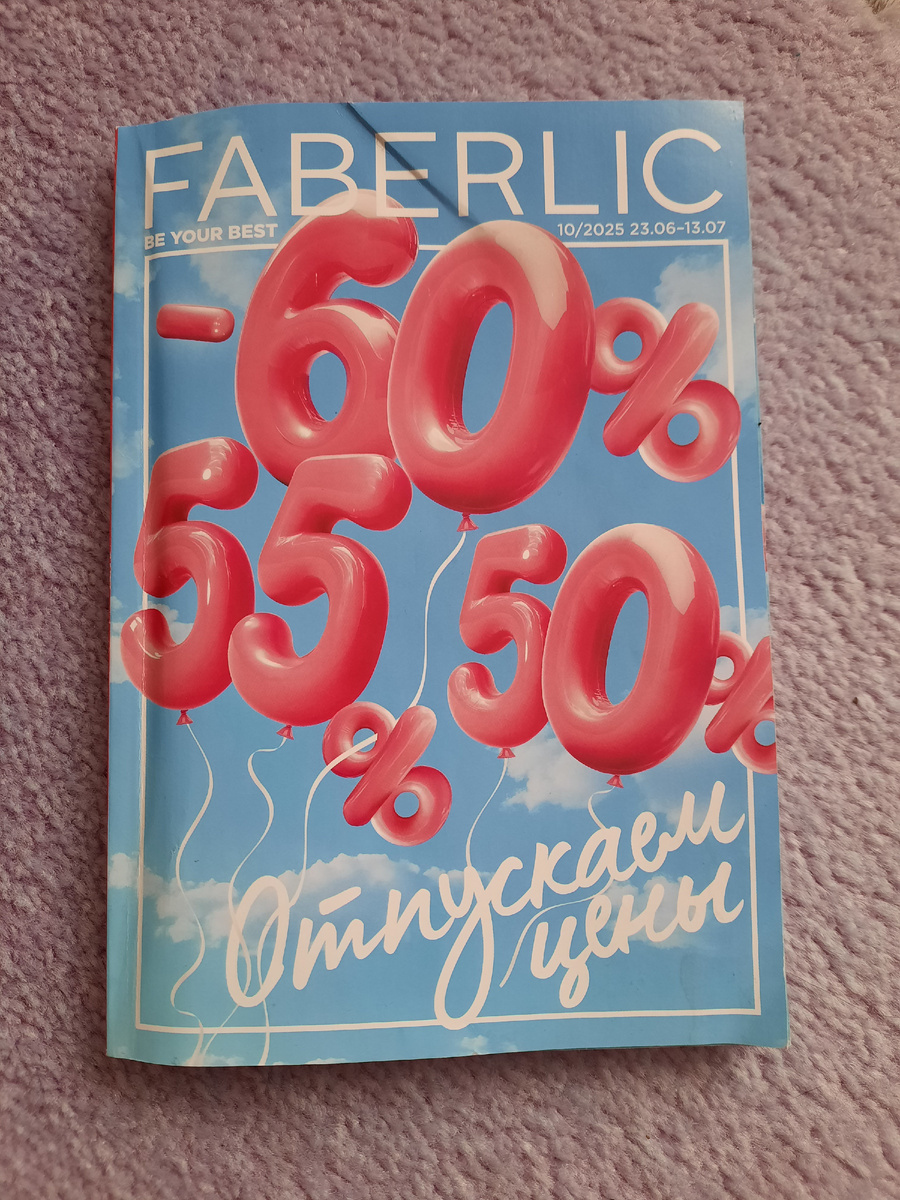 FABERLIC
BE YOUR BEST
10/2025 23.06-13.07
-60%
55%
50%
Отпускаем
цены